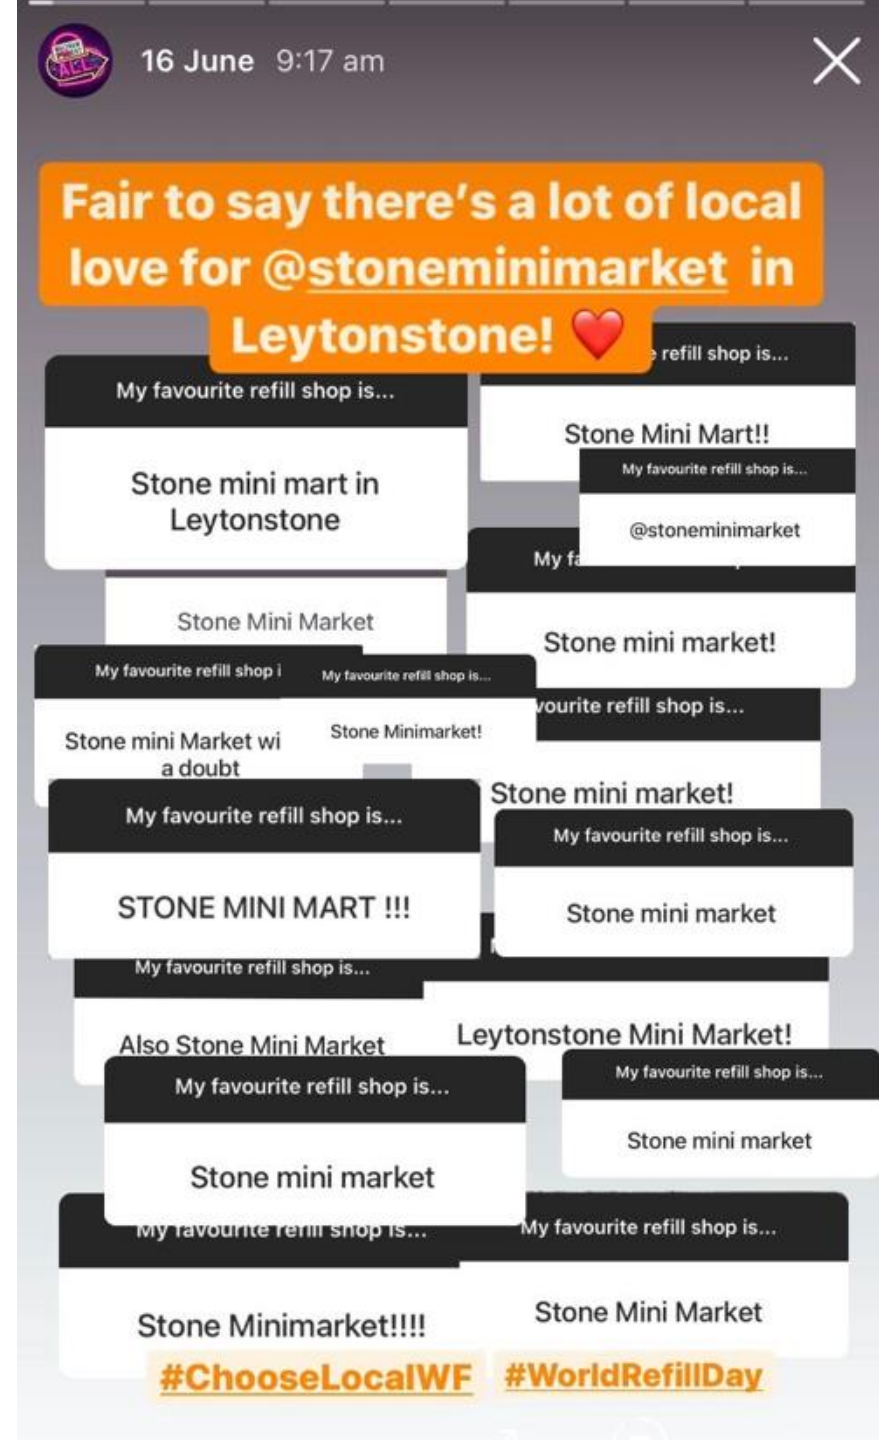 16 June 9:17 am
Fair to say there's a lot of local
love for @stoneminimarket in
Leytonstone! ❤️
refill shop is...
Stone Mini Mart!!
My favourite refill shop is...
Stone mini mart in
Leytonstone
My favourite refill shop is...
@stoneminimarket
My
Stone mini market!
Stone Mini Market
My favourite refill shop
Stone mini Market
a doubt
My favourite refill shop is...
Stone Minimarket!
refill shop is...
Stone mini market!
My favourite refill shop is...
STONE MINI MART !!!
My favourite refill shop is...
Stone mini market
My favourite refill shop is...
Also Stone Mini Market
Leytonstone Mini Market!
My favourite refill shop is...
Stone mini market
My favourite refill shop is...
Stone mini market
My favourite refill shop is...
Stone Minimarket!!!!
My favourite refill shop is...
Stone Mini Market
#ChooseLocalWF #WorldRefillDay